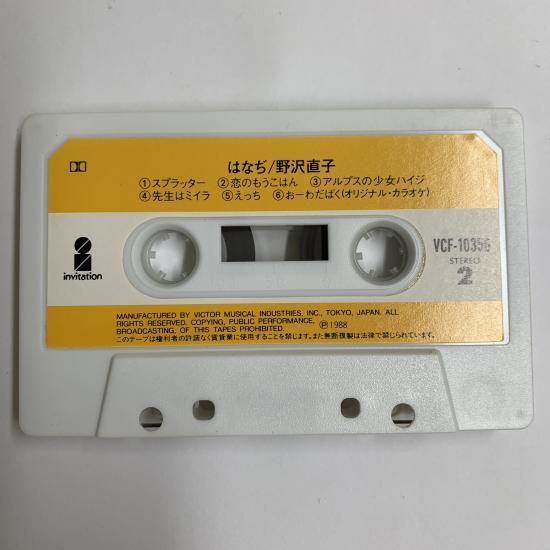 はなぢ/野沢直子
①スプラッター ②恋のもうこはん ③アルプスの少女ハイジ
④先生はミイラ ⑤えっち ⑥おーわだばく(オリジナル・カラオケ)
invitation
VCF-10356
STEREO
2
MANUFACTURED BY VICTOR MUSICAL INDUSTRIES, INC., TOKYO, JAPAN. ALL
RIGHTS RESERVED. COPYING, PUBLIC PERFORMANCE,
BROADCASTING, OF THIS TAPES PROHIBITED. Ⓟ1988
このテープは権利者の許諾なく賃貸業に使用することを禁じます。また無断複製は法律で禁じられています。